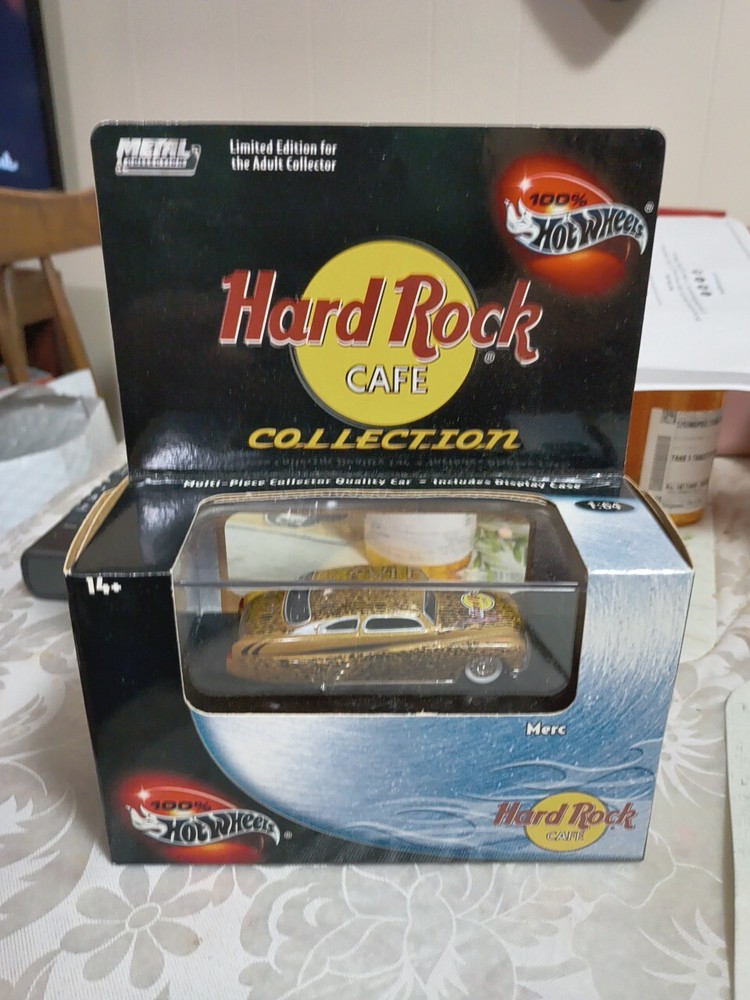 METAL
COLLECTION
Limited Edition for
the Adult Collector
100%
Hot Wheels
®
Hard Rock
®
CAFE
COLLECTION
Multi-Piece Collector Quality Car - Includes Display Case
1:64
14+
Merc
100%
Hot Wheels
®
Hard Rock
CAFE